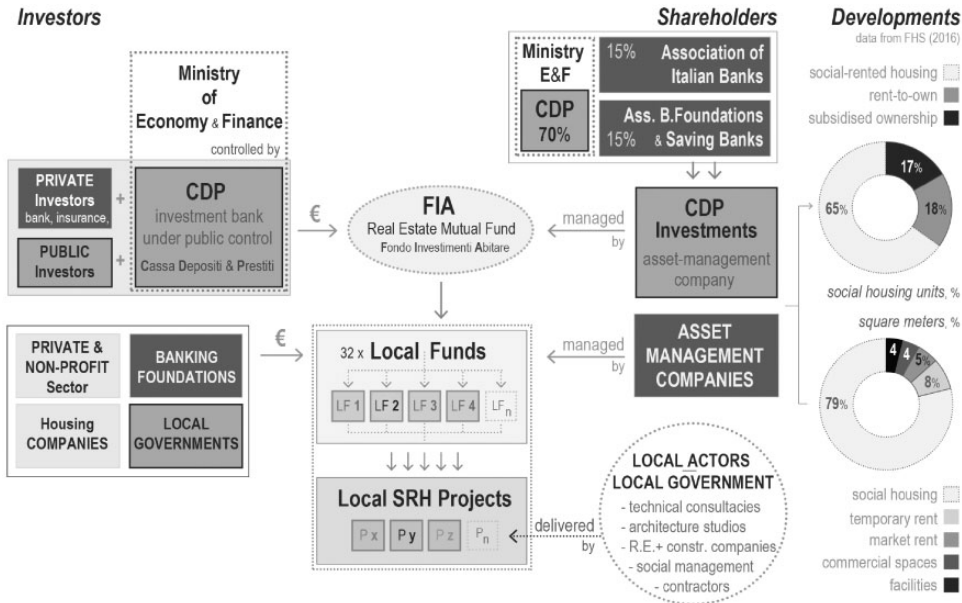 Investors
Shareholders
Developments
data from FHS (2016)
Ministry
of
Economy & Finance
controlled by
PRIVATE
Investors
bank, insurance,
+
PUBLIC
Investors
+
CDP
investment bank
under public control
Cassa Depositi & Prestiti
€
FIA
Real Estate Mutual Fund
Fondo Investimenti Abitare
managed
by
Ministry
E&F
CDP
70%
15% Association of
Italian Banks
Ass. B.Foundations
15% & Saving Banks
CDP
Investments
asset-management
company
social-rented housing
rent-to-own
subsidised ownership
17%
65%
18%
social housing units, %
square meters, %
PRIVATE &
NON-PROFIT
Sector
BANKING
FOUNDATIONS
Housing
COMPANIES
LOCAL
GOVERNMENTS
€
32 x Local Funds
LF 1
LF 2
LF 3
LF 4
LFn
managed
by
ASSET
MANAGEMENT
COMPANIES
4
4
5%
8%
79%
Local SRH Projects
Px
Py
Pz
Pn
delivered
by
LOCAL ACTORS
LOCAL GOVERNMENT
- technical consultacies
- architecture studios
- R.E.+ constr. companies
- social management
- contractors
social housing
temporary rent
market rent
commercial spaces
facilities